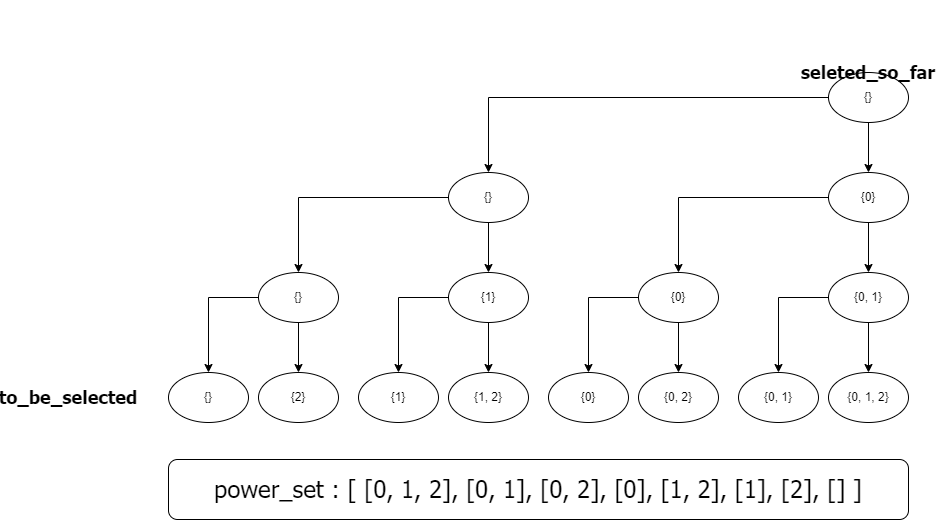 seleted_so_far
{}
{} {0}
{} {1} {0} {0, 1}
to_be_selected {} {2} {1} {1, 2} {0} {0, 2} {0, 1} {0, 1, 2}
power_set : [ [0, 1, 2], [0, 1], [0, 2], [0], [1, 2], [1], [2], [] ]